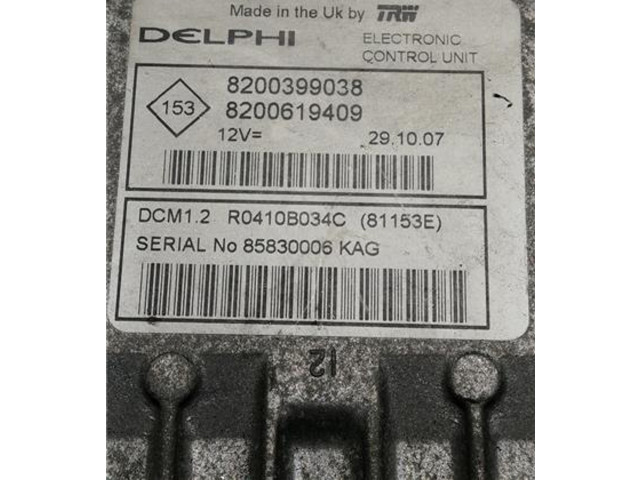 Made in the Uk by TRW
DELPHI
ELECTRONIC
CONTROL UNIT
153
8200399038
8200619409
12V=
29.10.07
DCM1.2 R0410B034C (81153E)
SERIAL No 85830006 KAG
12